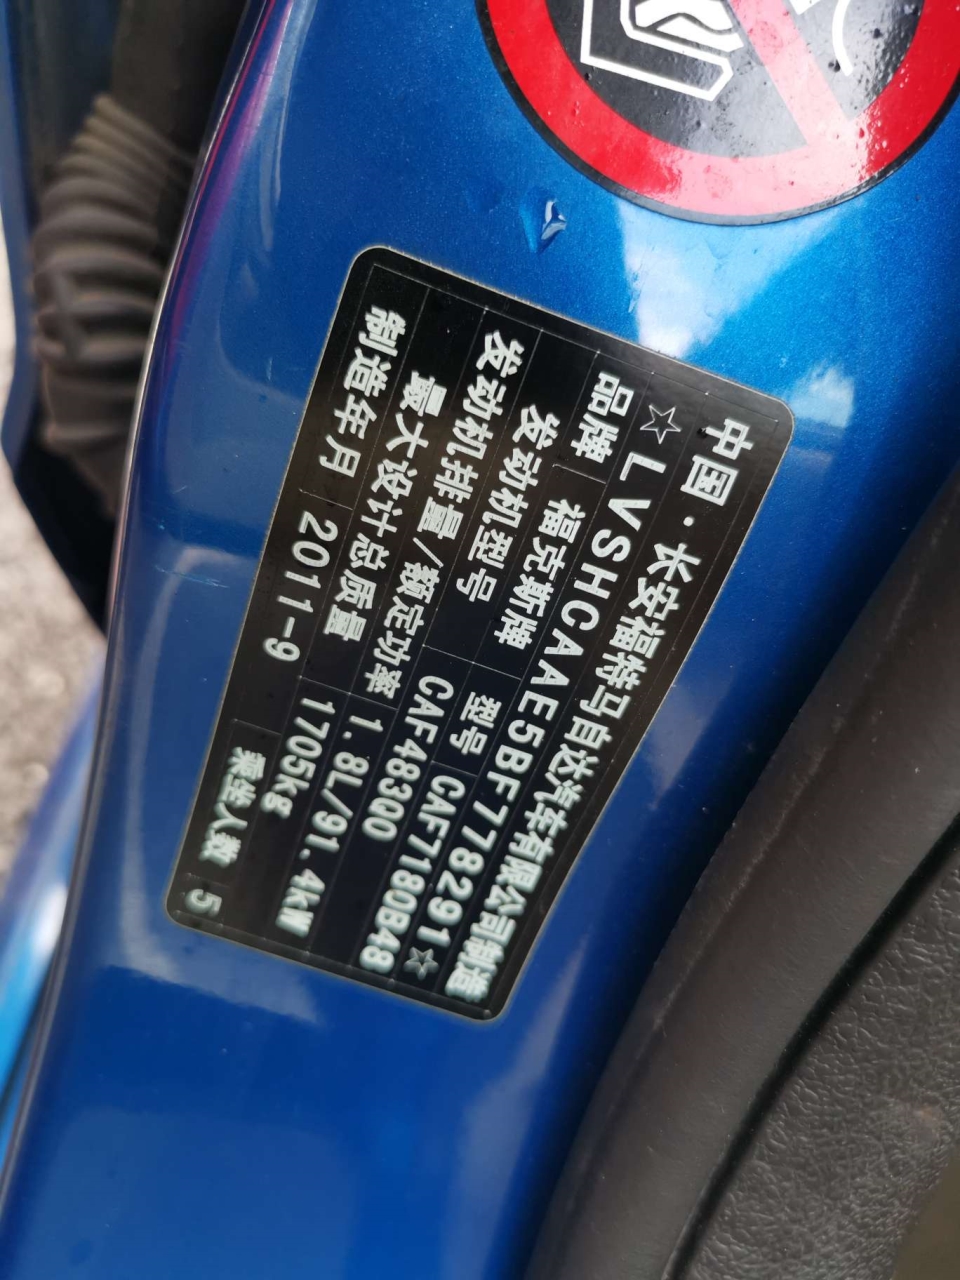 中国·长安福特马自达汽车有限公司制造
☆LVSHCAAE5BF778291☆
品牌 福克斯牌 型号 CAF7180B48
发动机型号 CAF483Q0
发动机排量/额定功率 1.8L/91.4kW
最大设计总质量 1705kg
制造年月 2011-9 乘坐人数 5